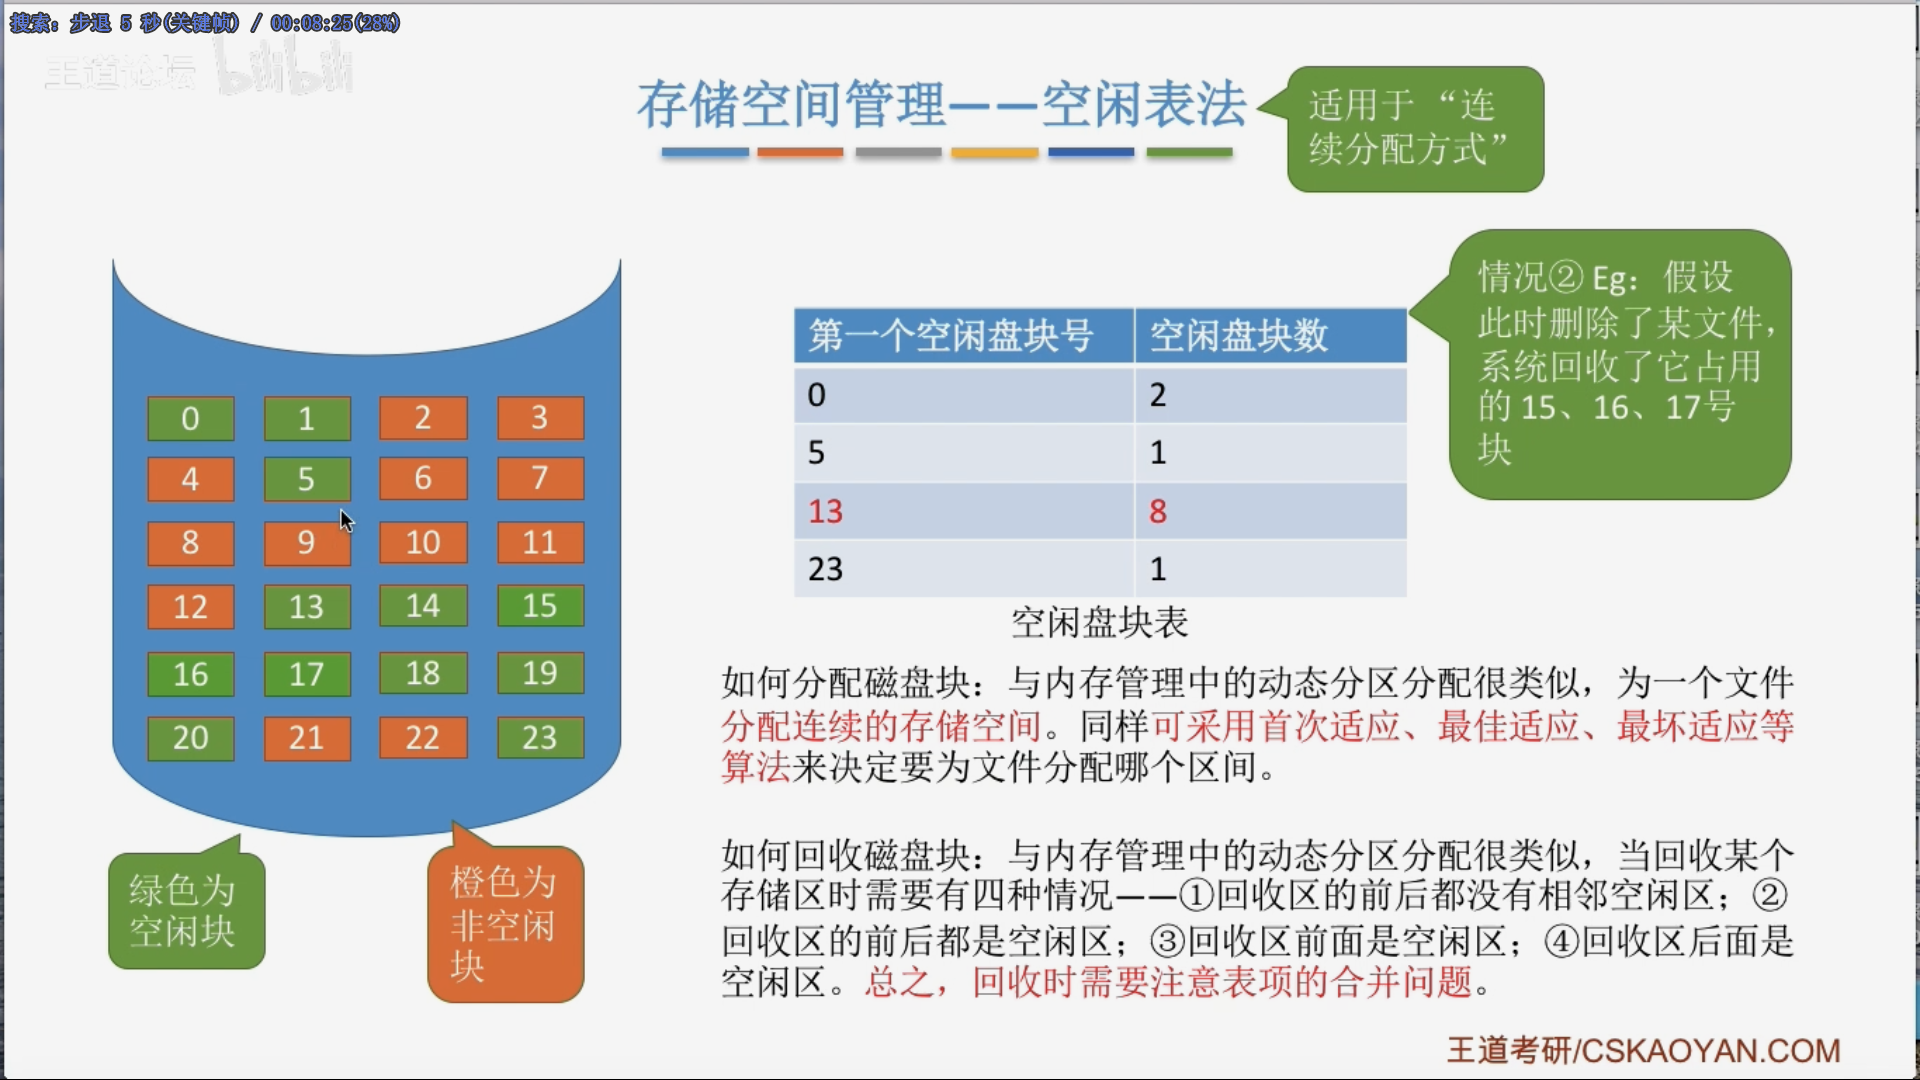 搜索: 步退 5 秒(关键帧) / 00:08:25(28%)
王道论坛 bilibili
存储空间管理——空闲表法
适用于 “连
续分配方式”
情况② Eg：假设
此时删除了某文件，
系统回收了它占用
的 15、16、17号
块
第一个空闲盘块号 空闲盘块数
0 2
5 1
13 8
23 1
空闲盘块表
0 1 2 3
4 5 6 7
8 9 10 11
12 13 14 15
16 17 18 19
20 21 22 23
绿色为
空闲块
橙色为
非空闲
块
如何分配磁盘块：与内存管理中的动态分区分配很类似，为一个文件
分配连续的存储空间。同样可采用首次适应、最佳适应、最坏适应等
算法来决定要为文件分配哪个区间。
如何回收磁盘块：与内存管理中的动态分区分配很类似，当回收某个
存储区时需要有四种情况——①回收区的前后都没有相邻空闲区；②
回收区的前后都是空闲区；③回收区前面是空闲区；④回收区后面是
空闲区。总之，回收时需要注意表项的合并问题。
王道考研/CSKAOYAN.COM